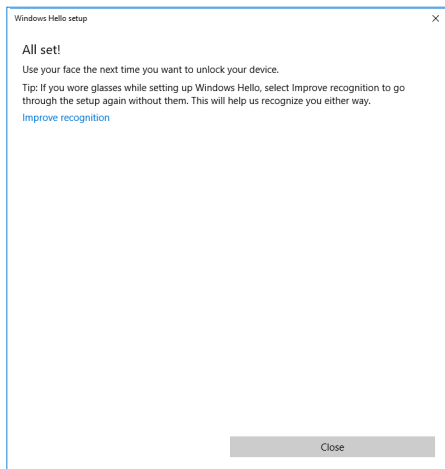 Windows Hello setup
All set!
Use your face the next time you want to unlock your device.
Tip: If you wore glasses while setting up Windows Hello, select Improve recognition to go
through the setup again without them. This will help us recognize you either way.
Improve recognition
Close